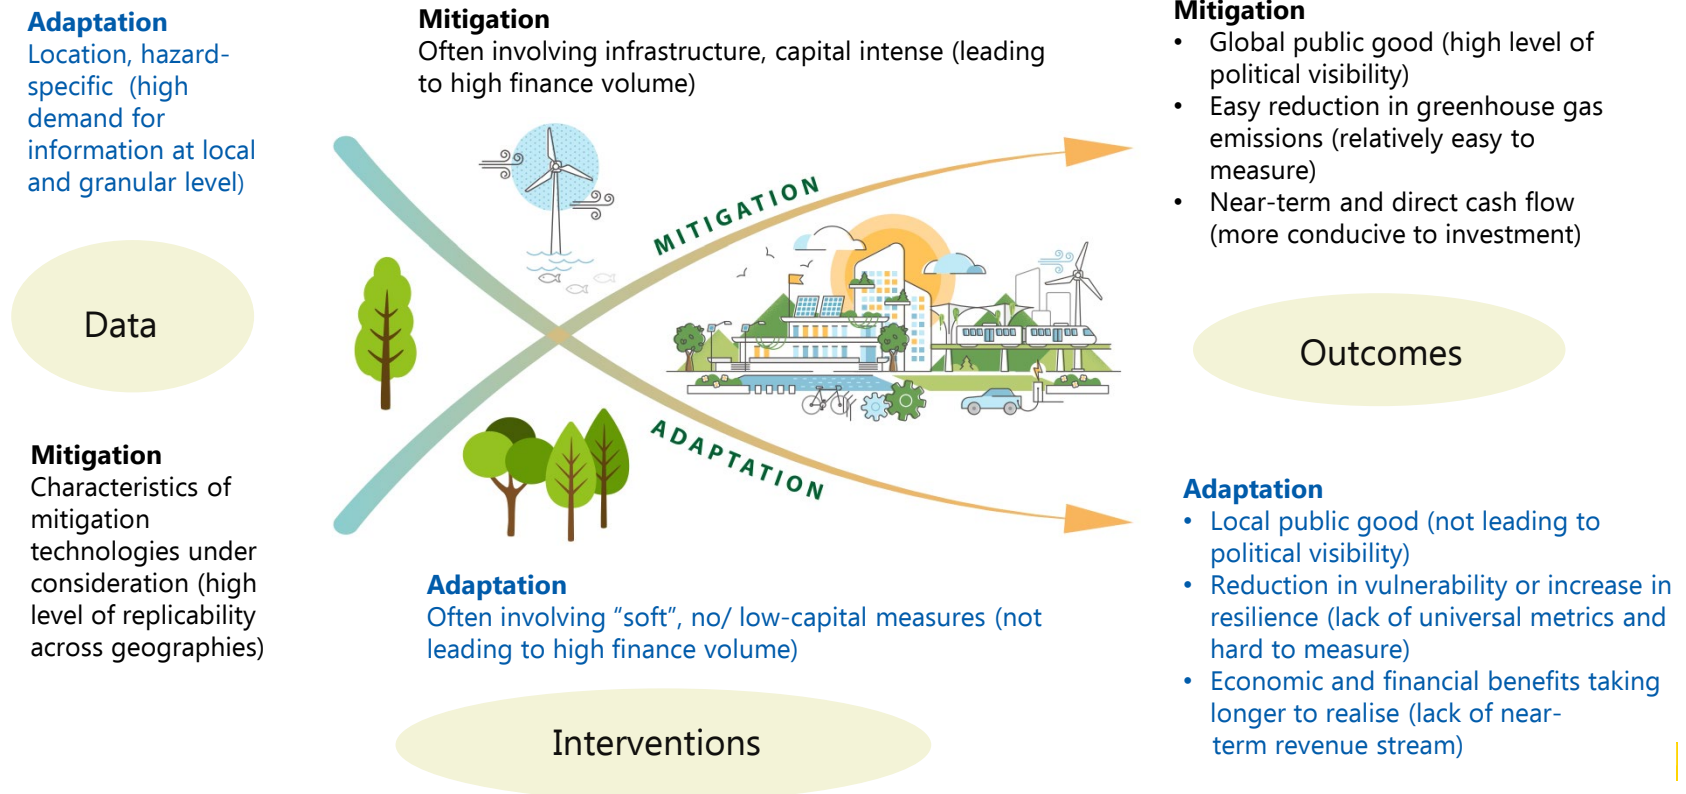 Adaptation
Location, hazard-
specific  (high
demand for
information at local
and granular level)
Data
Mitigation
Characteristics of
mitigation
technologies under
consideration (high
level of replicability
across geographies)
Mitigation
Often involving infrastructure, capital intense (leading
to high finance volume)
MITIGATION
ADAPTATION
Adaptation
Often involving “soft”, no/ low-capital measures (not
leading to high finance volume)
Interventions
Mitigation
• Global public good (high level of
political visibility)
• Easy reduction in greenhouse gas
emissions (relatively easy to
measure)
• Near-term and direct cash flow
(more conducive to investment)
Outcomes
Adaptation
• Local public good (not leading to
political visibility)
• Reduction in vulnerability or increase in
resilience (lack of universal metrics and
hard to measure)
• Economic and financial benefits taking
longer to realise (lack of near-
term revenue stream)